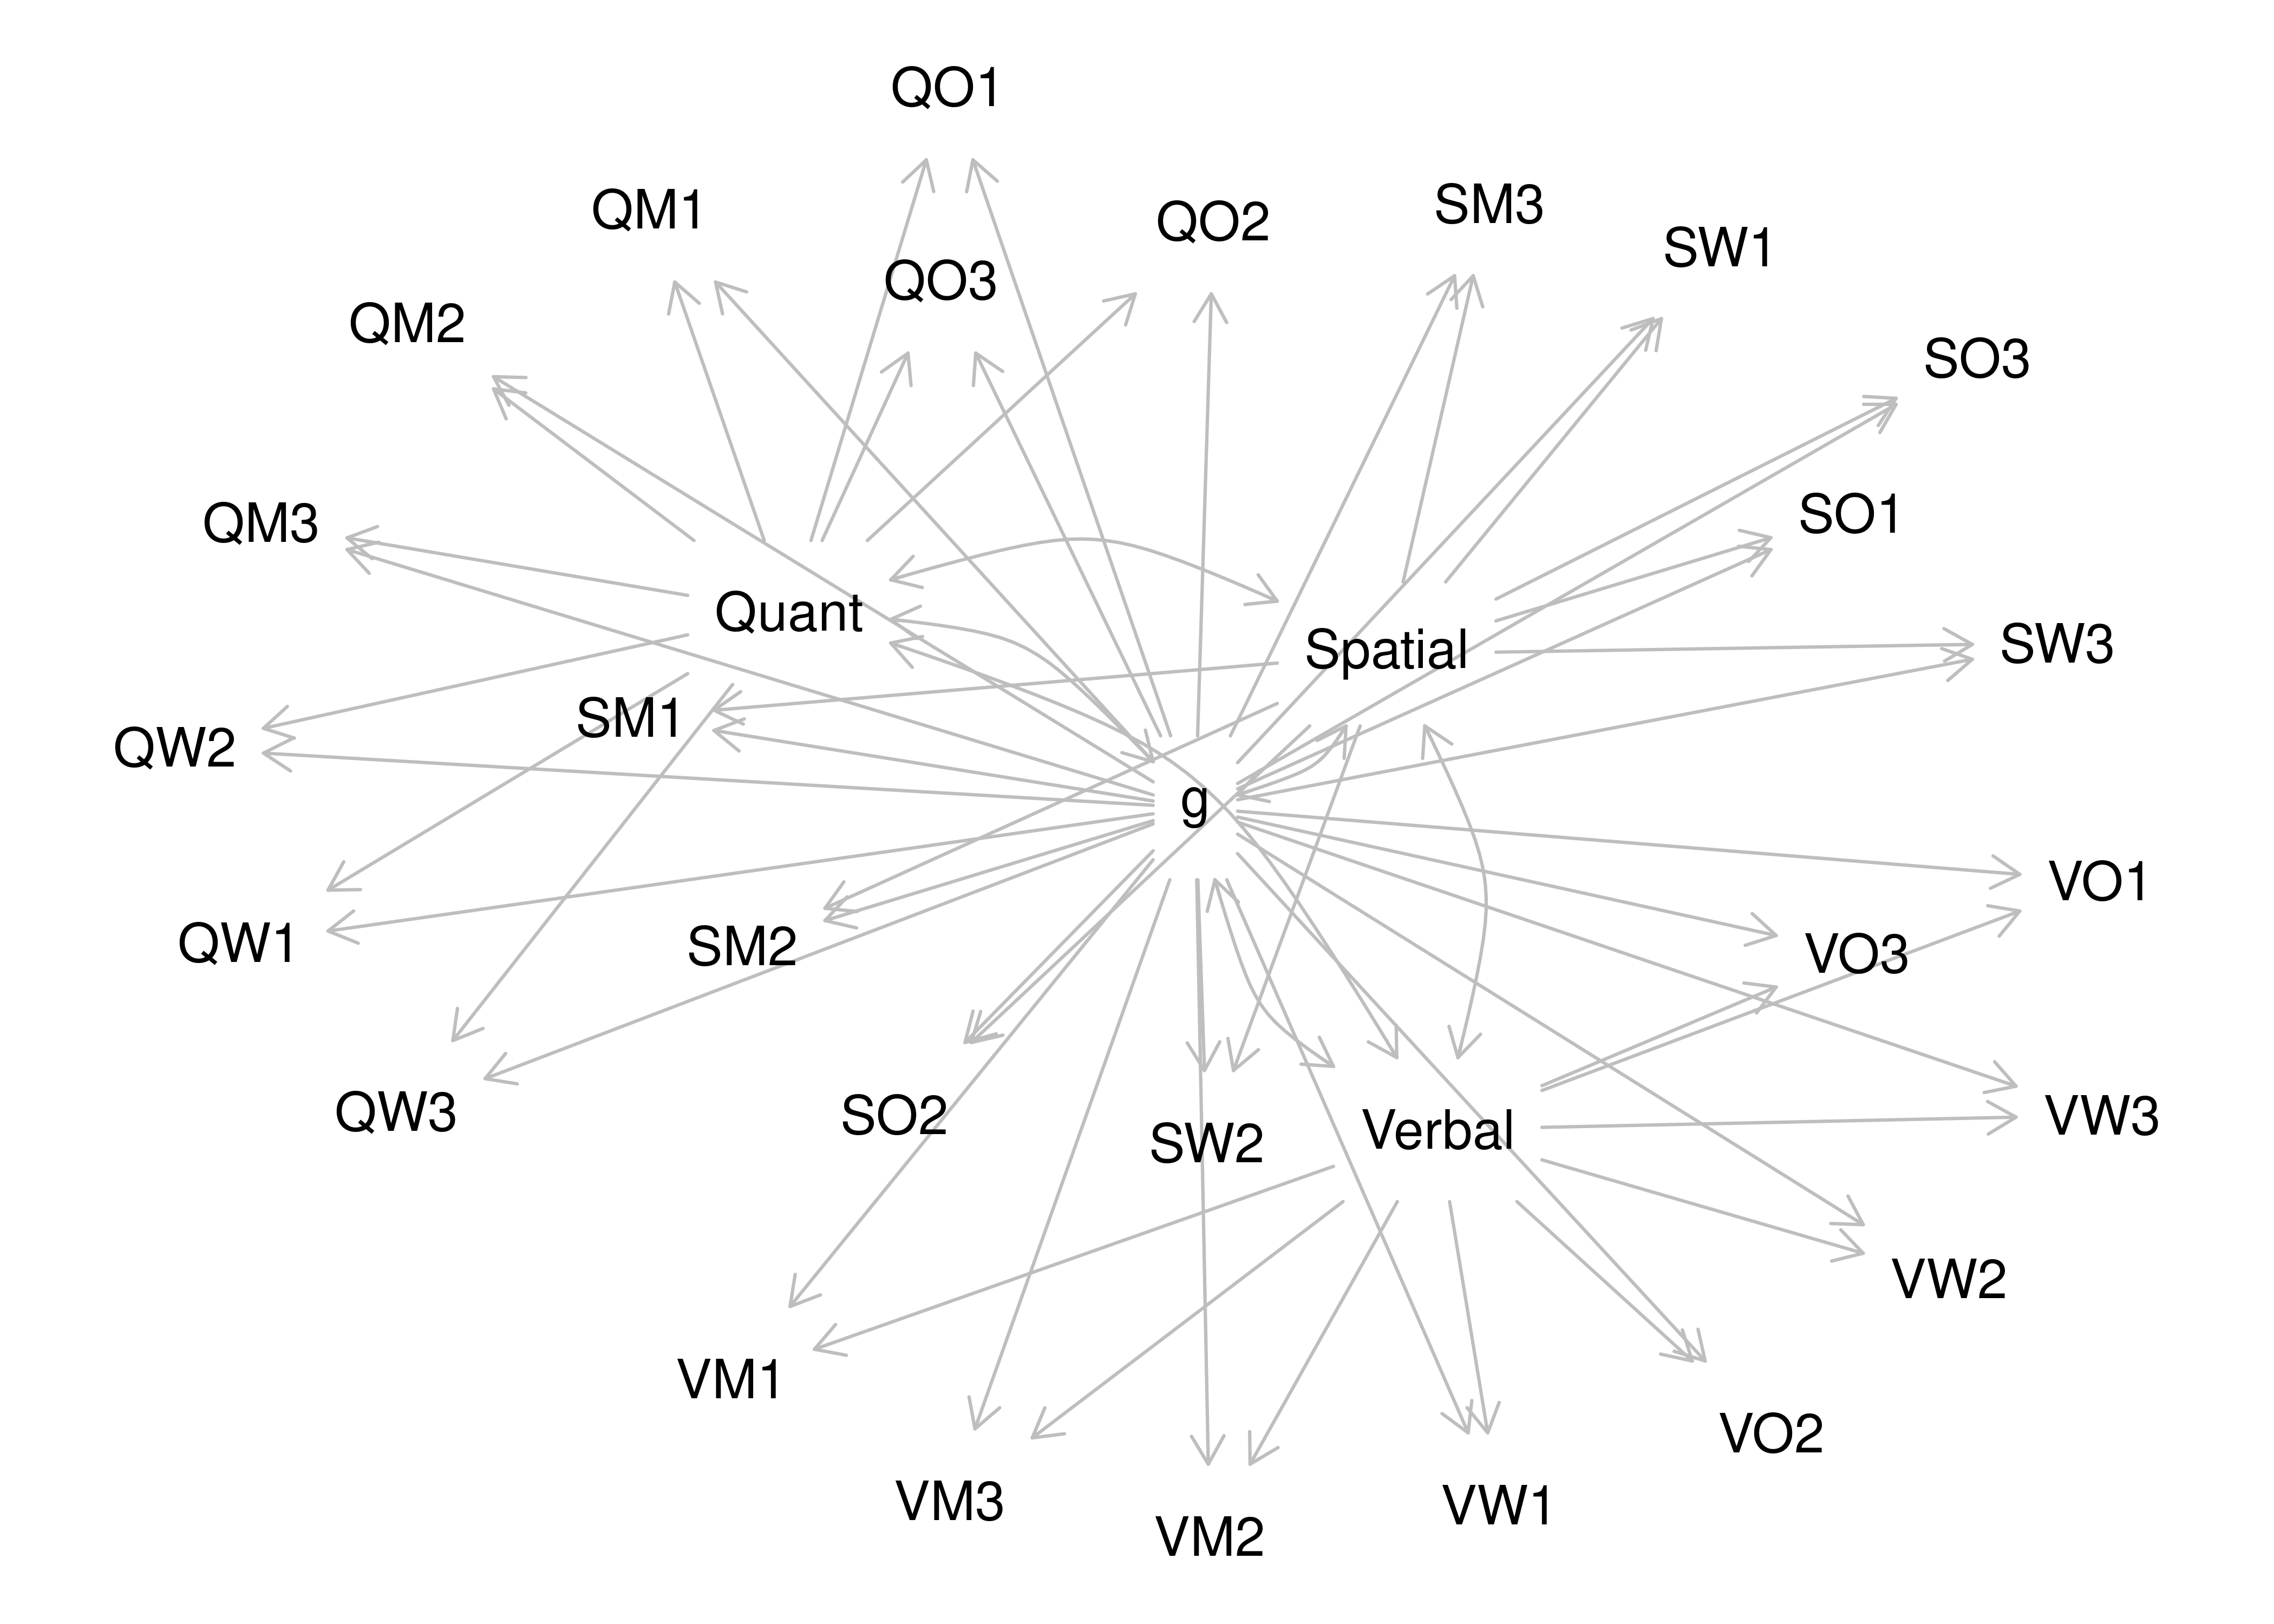 QO1
QM1
SM3
QO2
SW1
QO3
QM2
SO3
QM3
SO1
Quant
Spatial
SW3
SM1
QW2
g
VO1
QW1
SM2
VO3
QW3
SO2
VW3
Verbal
SW2
VW2
VM1
VO2
VM3
VW1
VM2